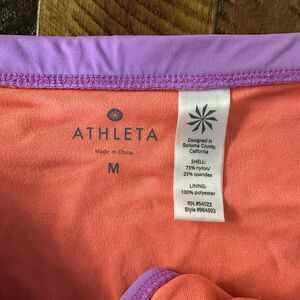 ATHLETA
Made in China
M
Designed in
Sonoma County,
California
SHELL:
75% nylon/
25% spandex
LINING:
100% polyester
RN #54023
Style #964893